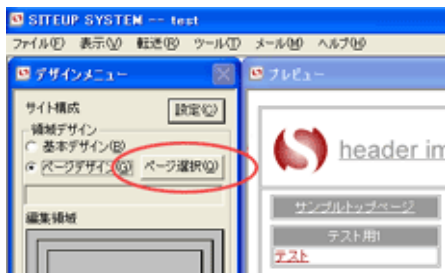 SITEUP SYSTEM -- test
ファイル(F) 表示(V) 転送(R) ツール(T) メール(M) ヘルプ(H)
デザインメニュー
サイト構成 設定(C)
領域デザイン
基本デザイン(B)
ページデザイン(G) ページ選択(Q)
編集領域
プレビュー
header im
サンプルトップページ
テスト用1
テスト